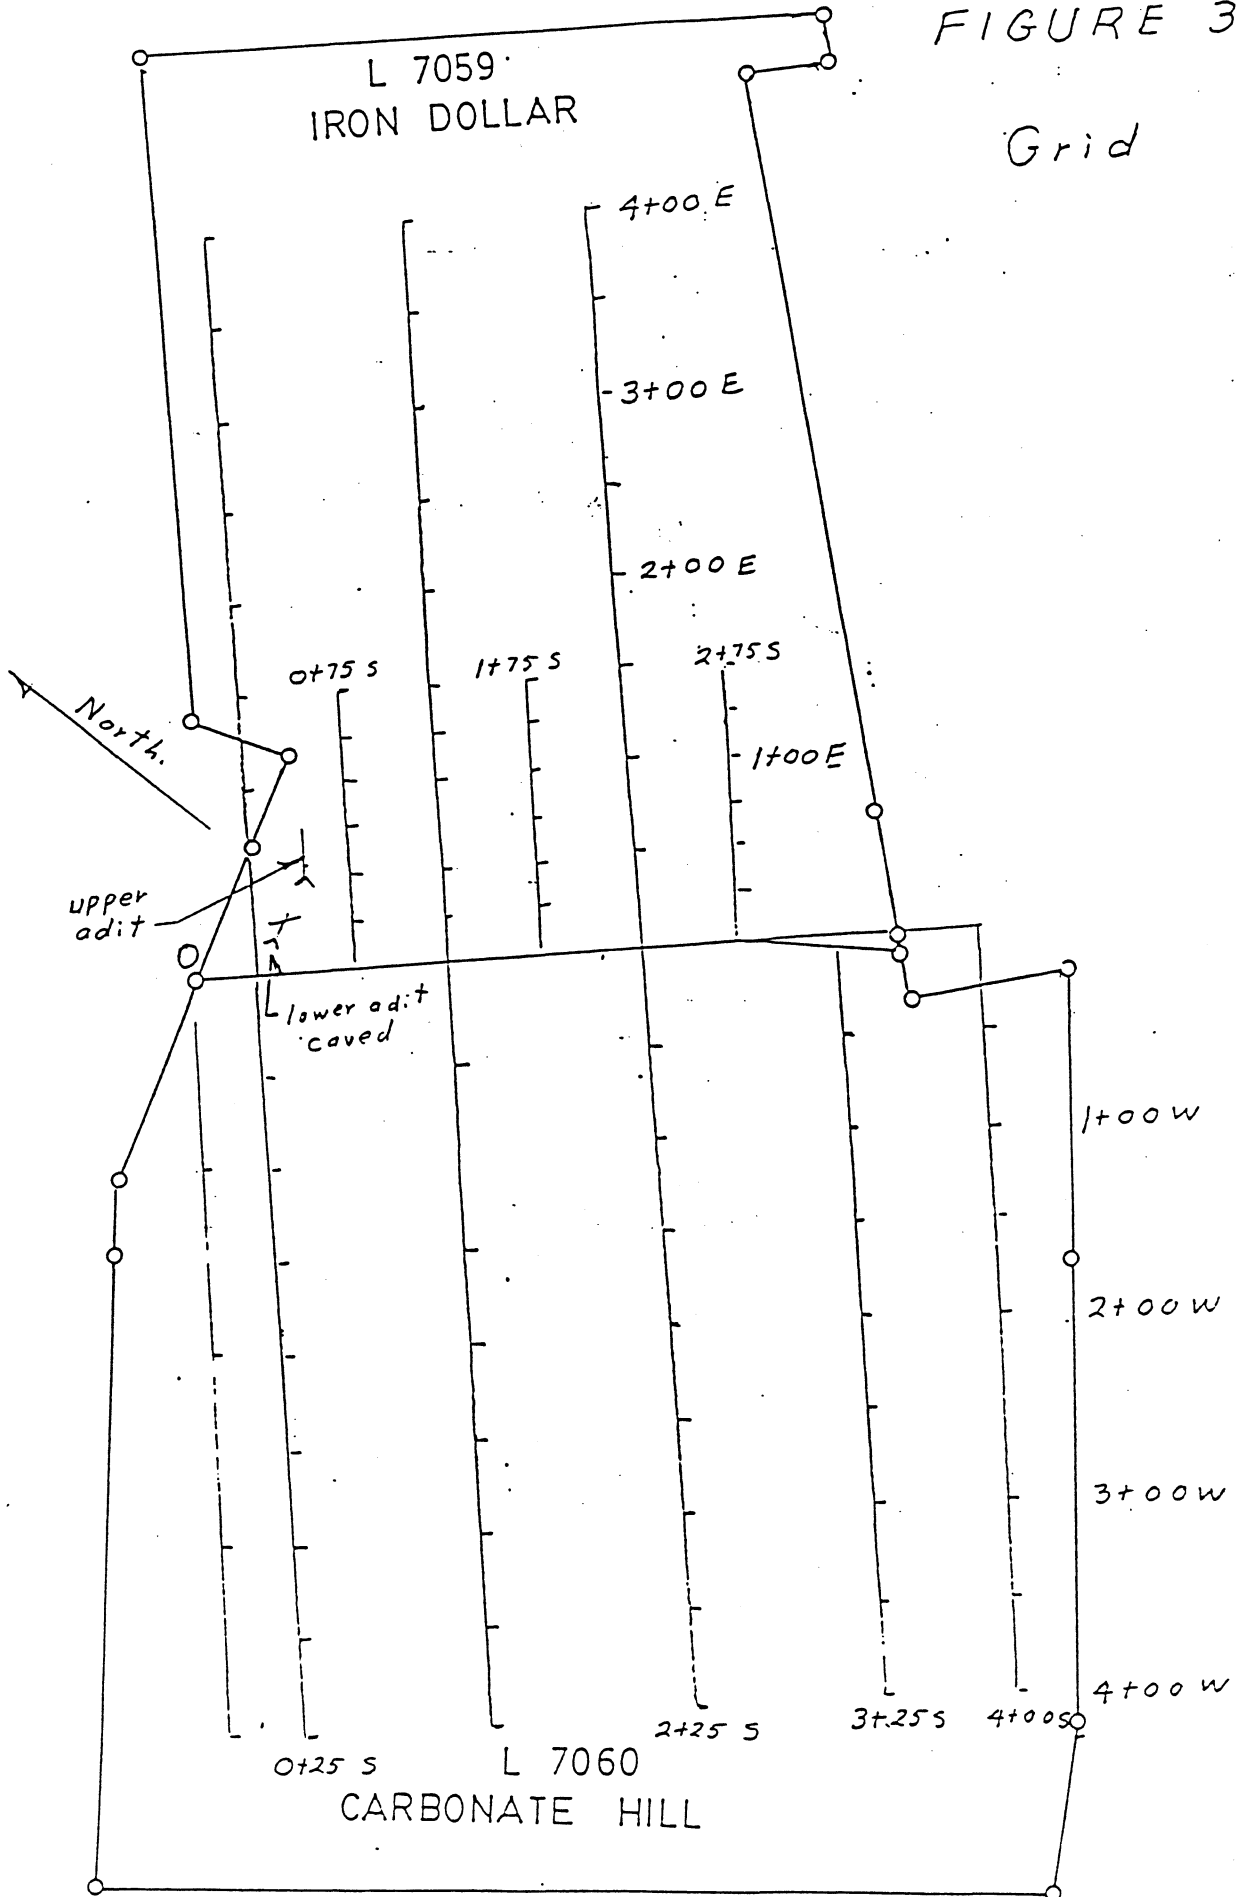 FIGURE 3
L 7059
IRON DOLLAR
Grid
4+00 E
3+00 E
2+00 E
0+75 S
1+75 S
2+75 S
North.
1+00 E
upper
adit
O
lower adit
caved
1+00 W
2+00 W
3+00 W
4+00 W
2+25 S
3+25 S
4+00 S
0+25 S
L 7060
CARBONATE HILL